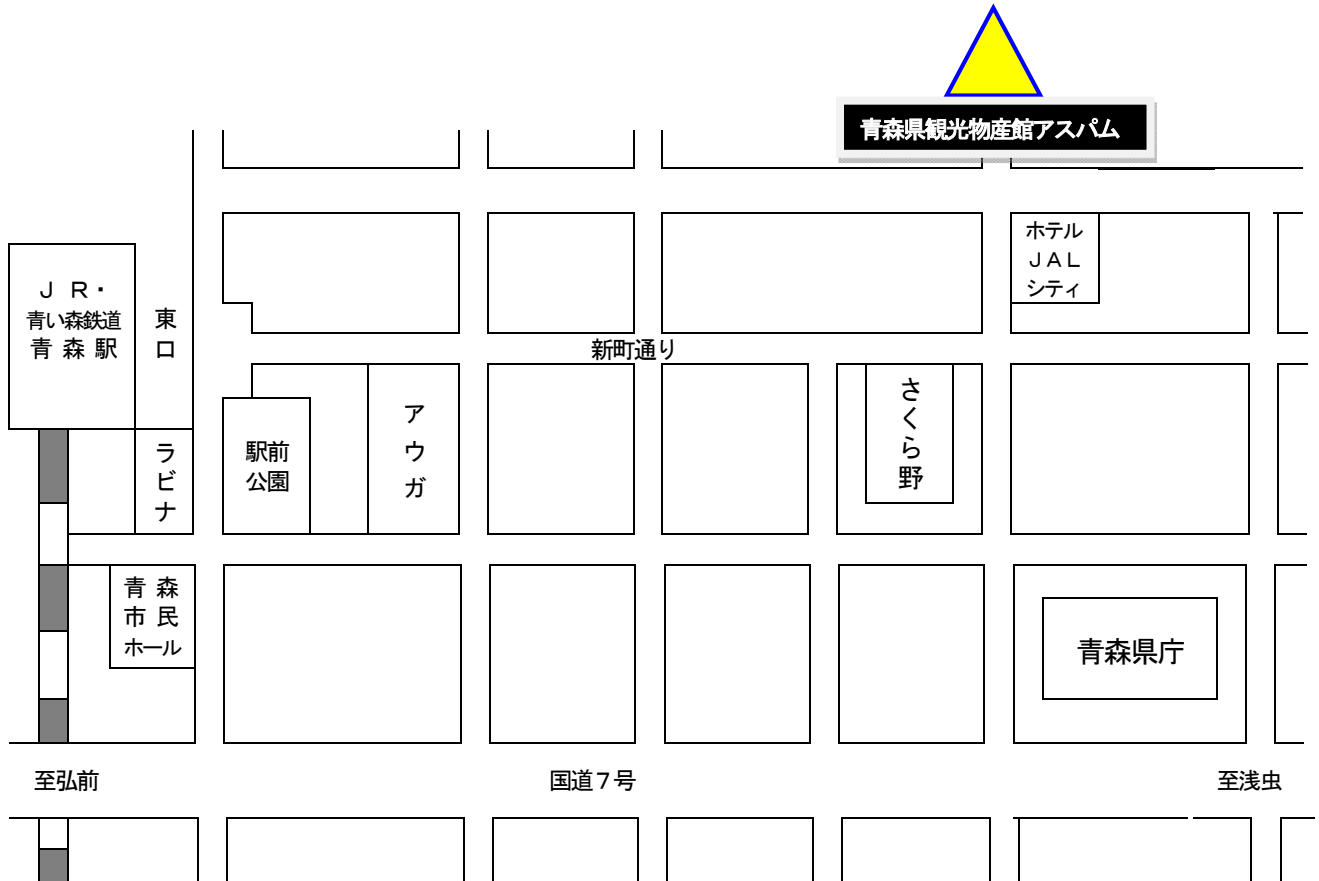 青森県観光物産館アスパム
ホテル
ＪＡＬ
シティ
Ｊ Ｒ・
青い森鉄道
青 森 駅
東
口
新町通り
さ
く
ら
野
ア
ウ
ガ
駅前
公園
ラ
ビ
ナ
青 森
市 民
ホール
青森県庁
至弘前
国道７号
至浅虫